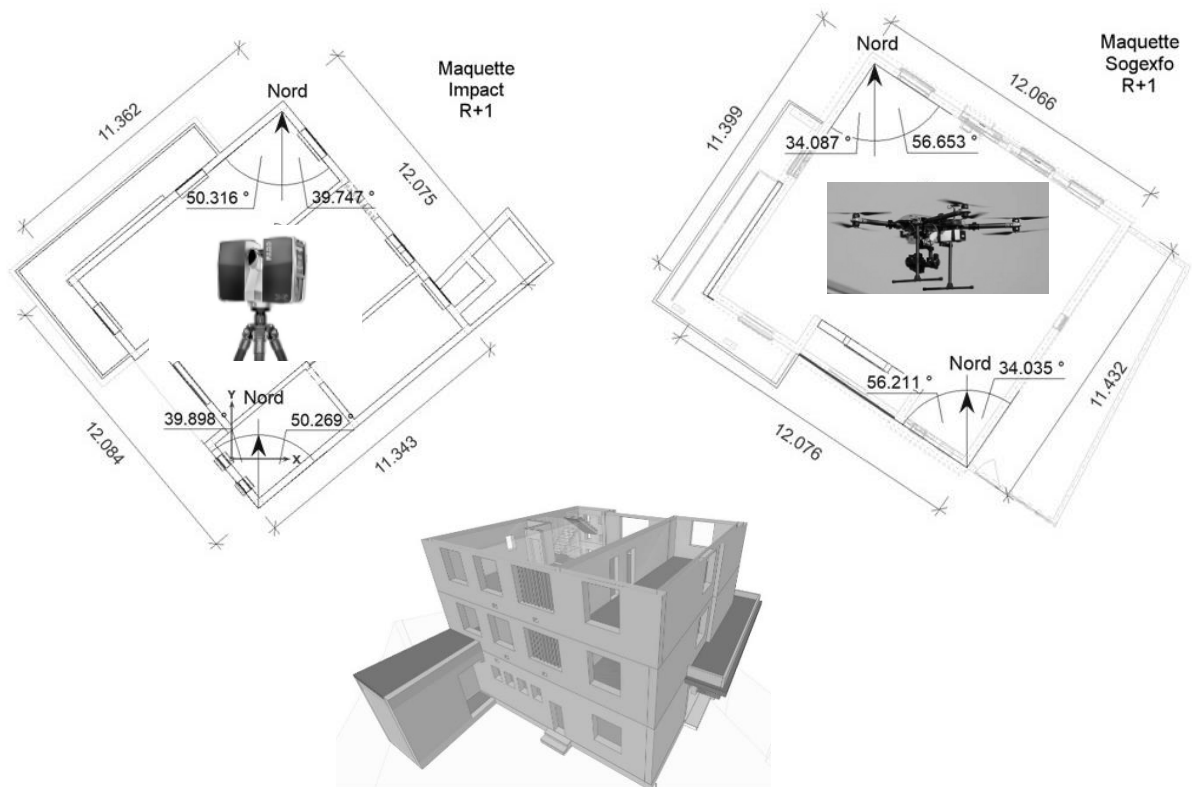 Maquette
Impact
R+1
Nord
11.362
12.075
50.316 °
39.747 °
Nord
39.898 °
50.269 °
Y
X
12.084
11.343
Maquette
Sogexfo
R+1
Nord
12.066
11.399
34.087 °
56.653 °
Nord
56.211 °
34.035 °
11.432
12.076